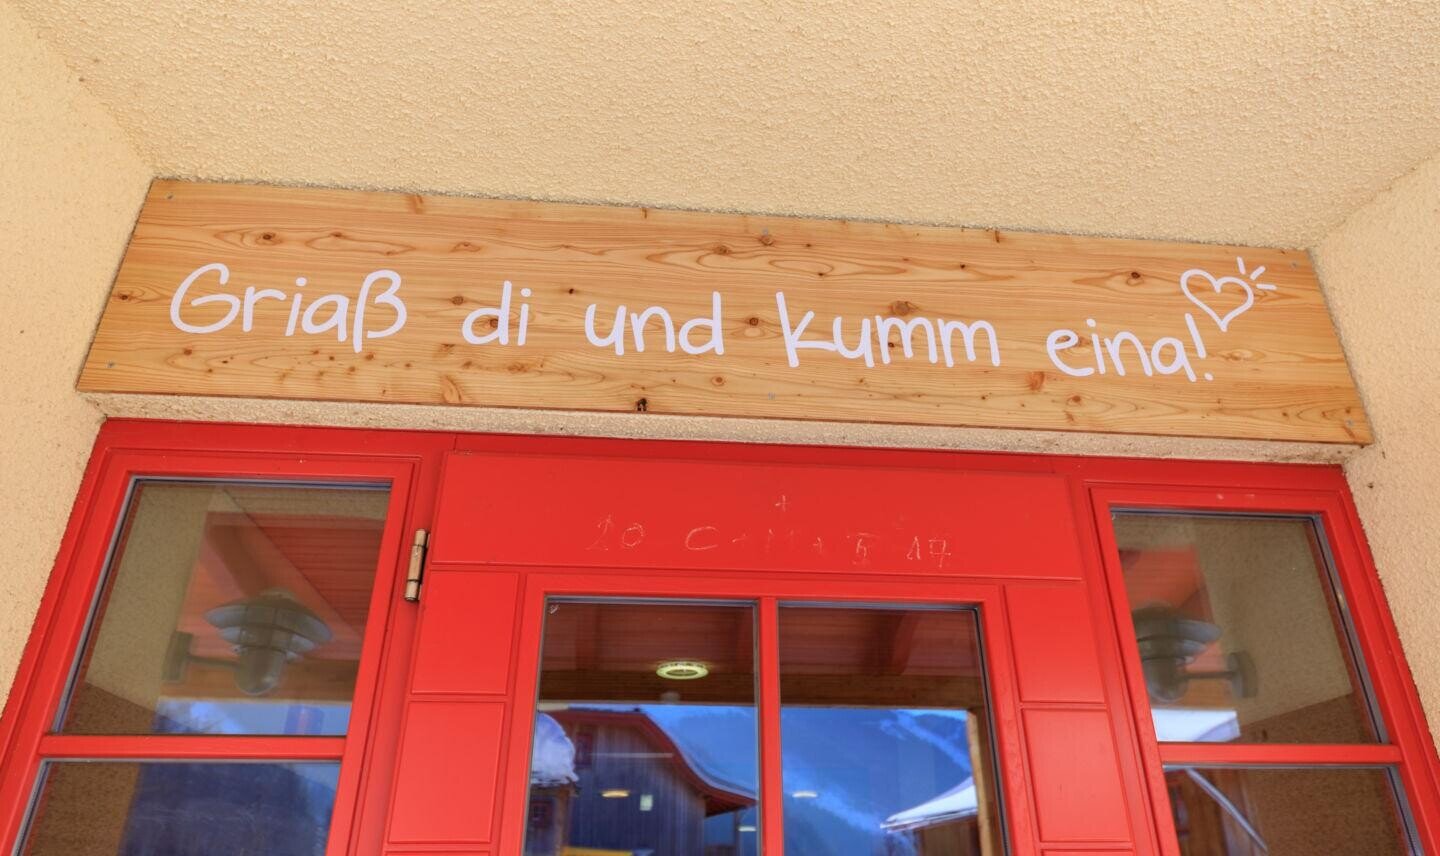 Griaß di und kumm eina!
20 C + M + B 17